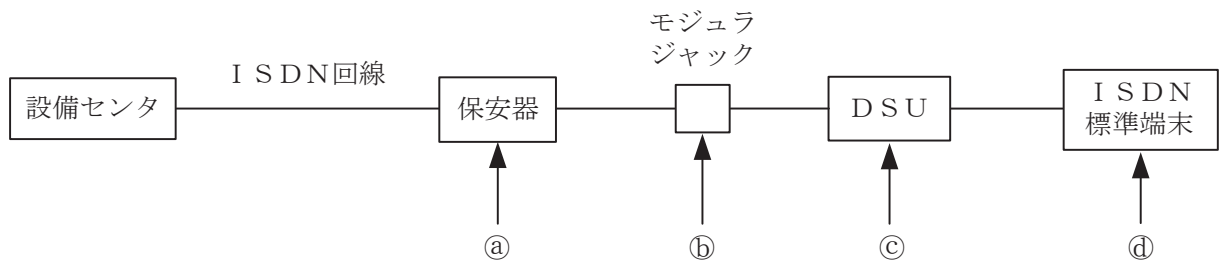 モジュラ
ジャック
ISDN回線
設備センタ
保安器
DSU
ISDN
標準端末
ⓐ
ⓑ
ⓒ
ⓓ